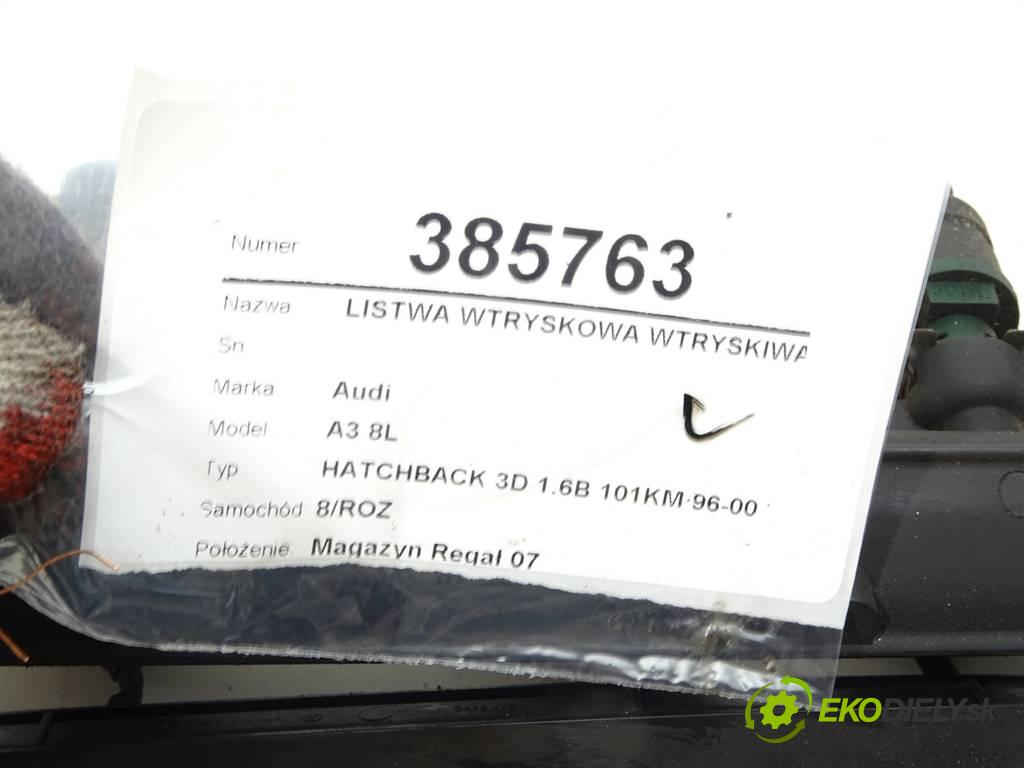 Numer 385763
Nazwa LISTWA WTRYSKOWA WTRYSKIWA
Sn
Marka Audi
Model A3 8L
Typ HATCHBACK 3D 1.6B 101KM 96-00
Samochód 8/ROZ
Położenie Magazyn Regał 07
EKODIELY.sk